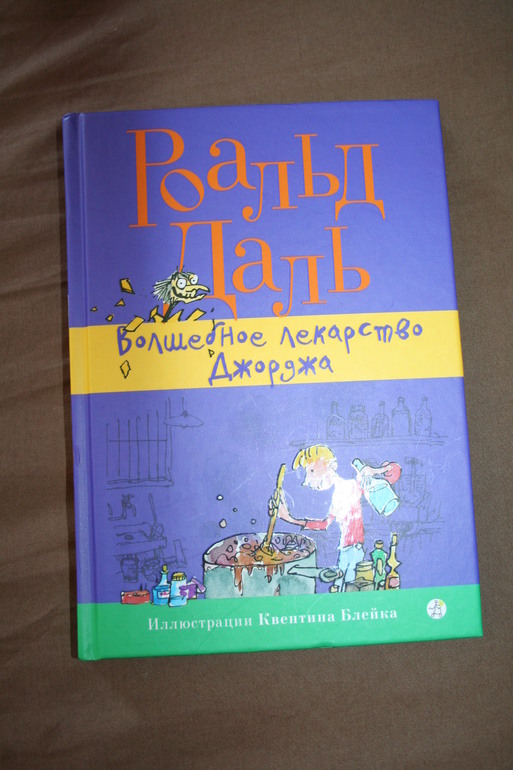 Роальд
Даль
Волшебное лекарство
Джорджа
Иллюстрации Квентина Блейка